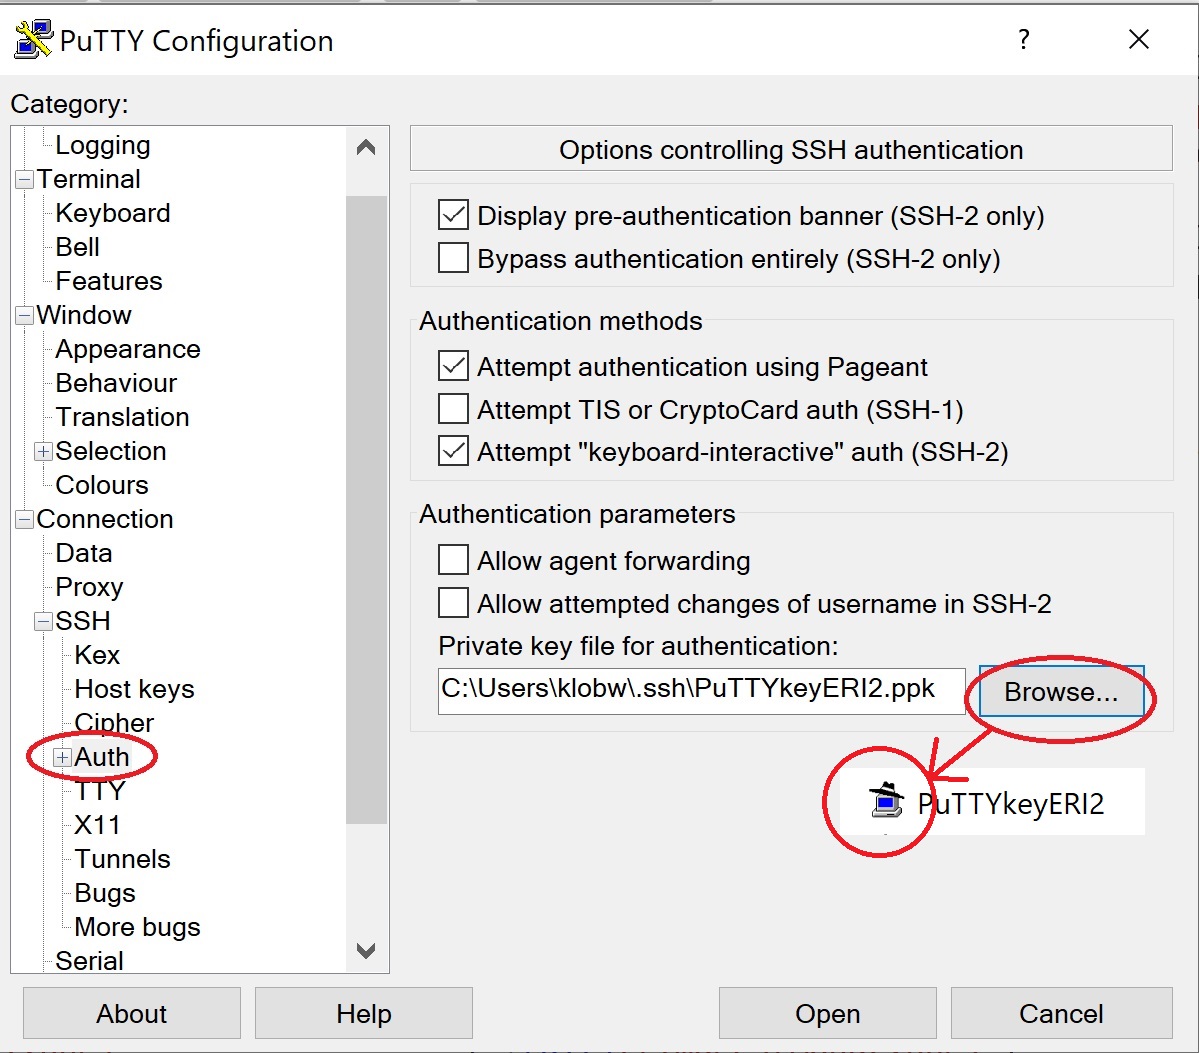 PuTTY Configuration
?
Category:
Logging
Terminal
Keyboard
Bell
Features
Window
Appearance
Behaviour
Translation
Selection
Colours
Connection
Data
Proxy
SSH
Kex
Host keys
Cipher
Auth
TTY
X11
Tunnels
Bugs
More bugs
Serial
Options controlling SSH authentication
Display pre-authentication banner (SSH-2 only)
Bypass authentication entirely (SSH-2 only)
Authentication methods
Attempt authentication using Pageant
Attempt TIS or CryptoCard auth (SSH-1)
Attempt "keyboard-interactive" auth (SSH-2)
Authentication parameters
Allow agent forwarding
Allow attempted changes of username in SSH-2
Private key file for authentication:
C:\Users\klobw\.ssh\PuTTYkeyERI2.ppk
Browse...
PuTTYkeyERI2
About
Help
Open
Cancel